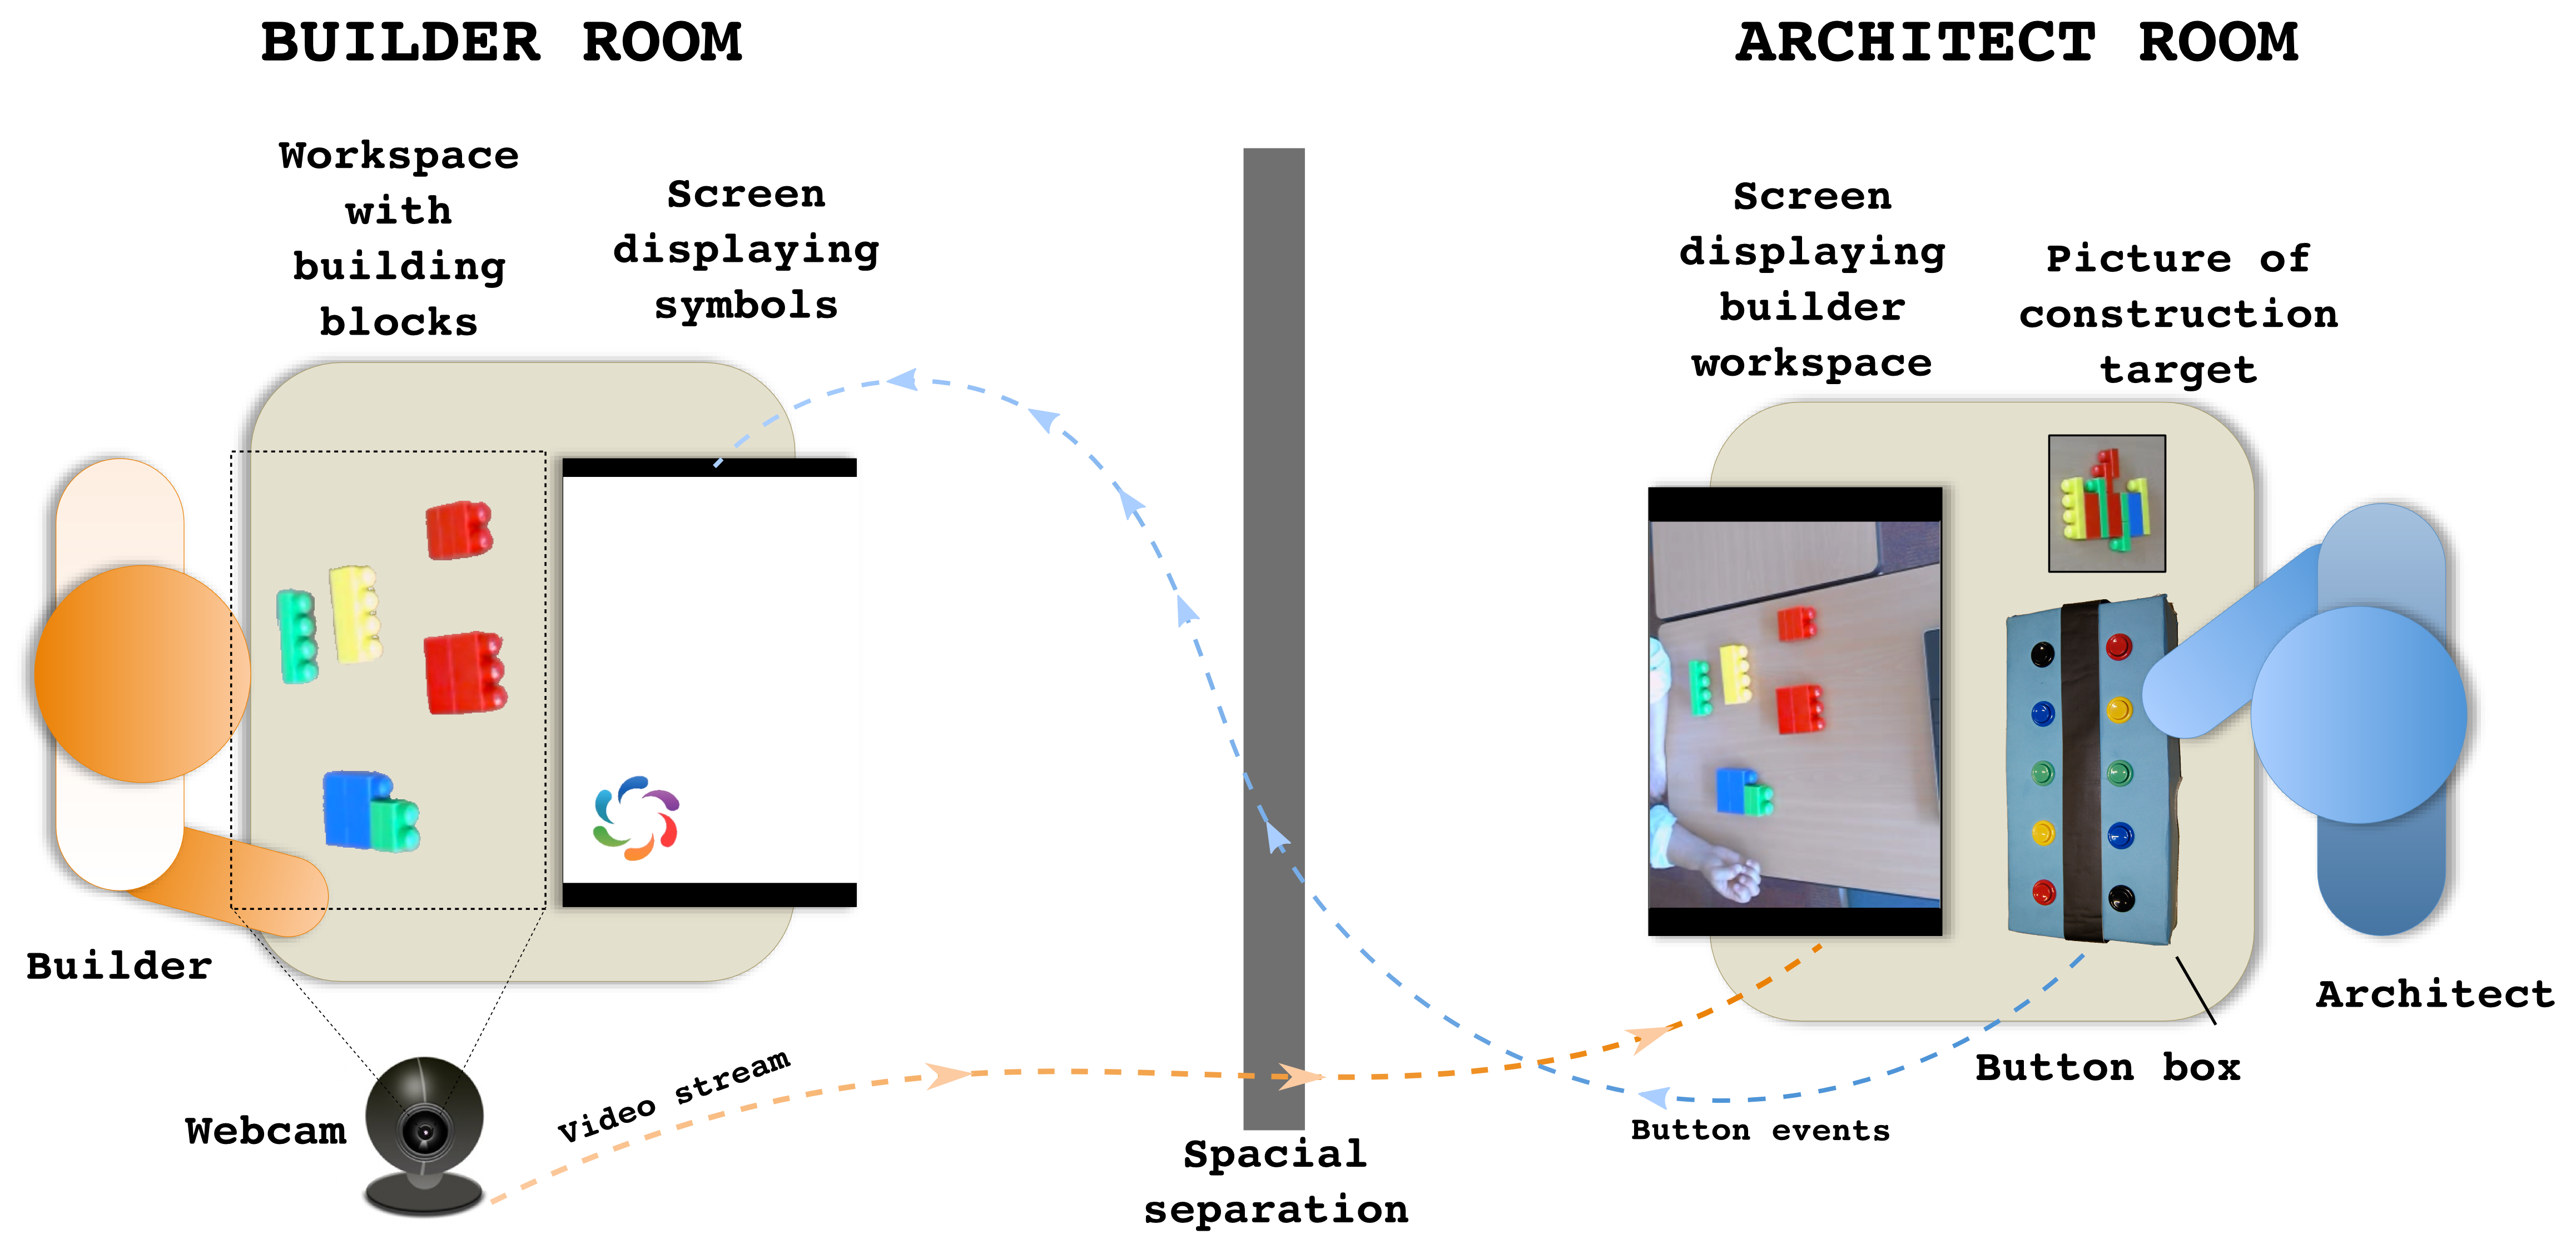 BUILDER ROOM
ARCHITECT ROOM
Workspace
with
building
blocks
Screen
displaying
symbols
Screen
displaying
builder
workspace
Picture of
construction
target
Builder
Architect
Webcam
Video stream
Button box
Button events
Spacial
separation